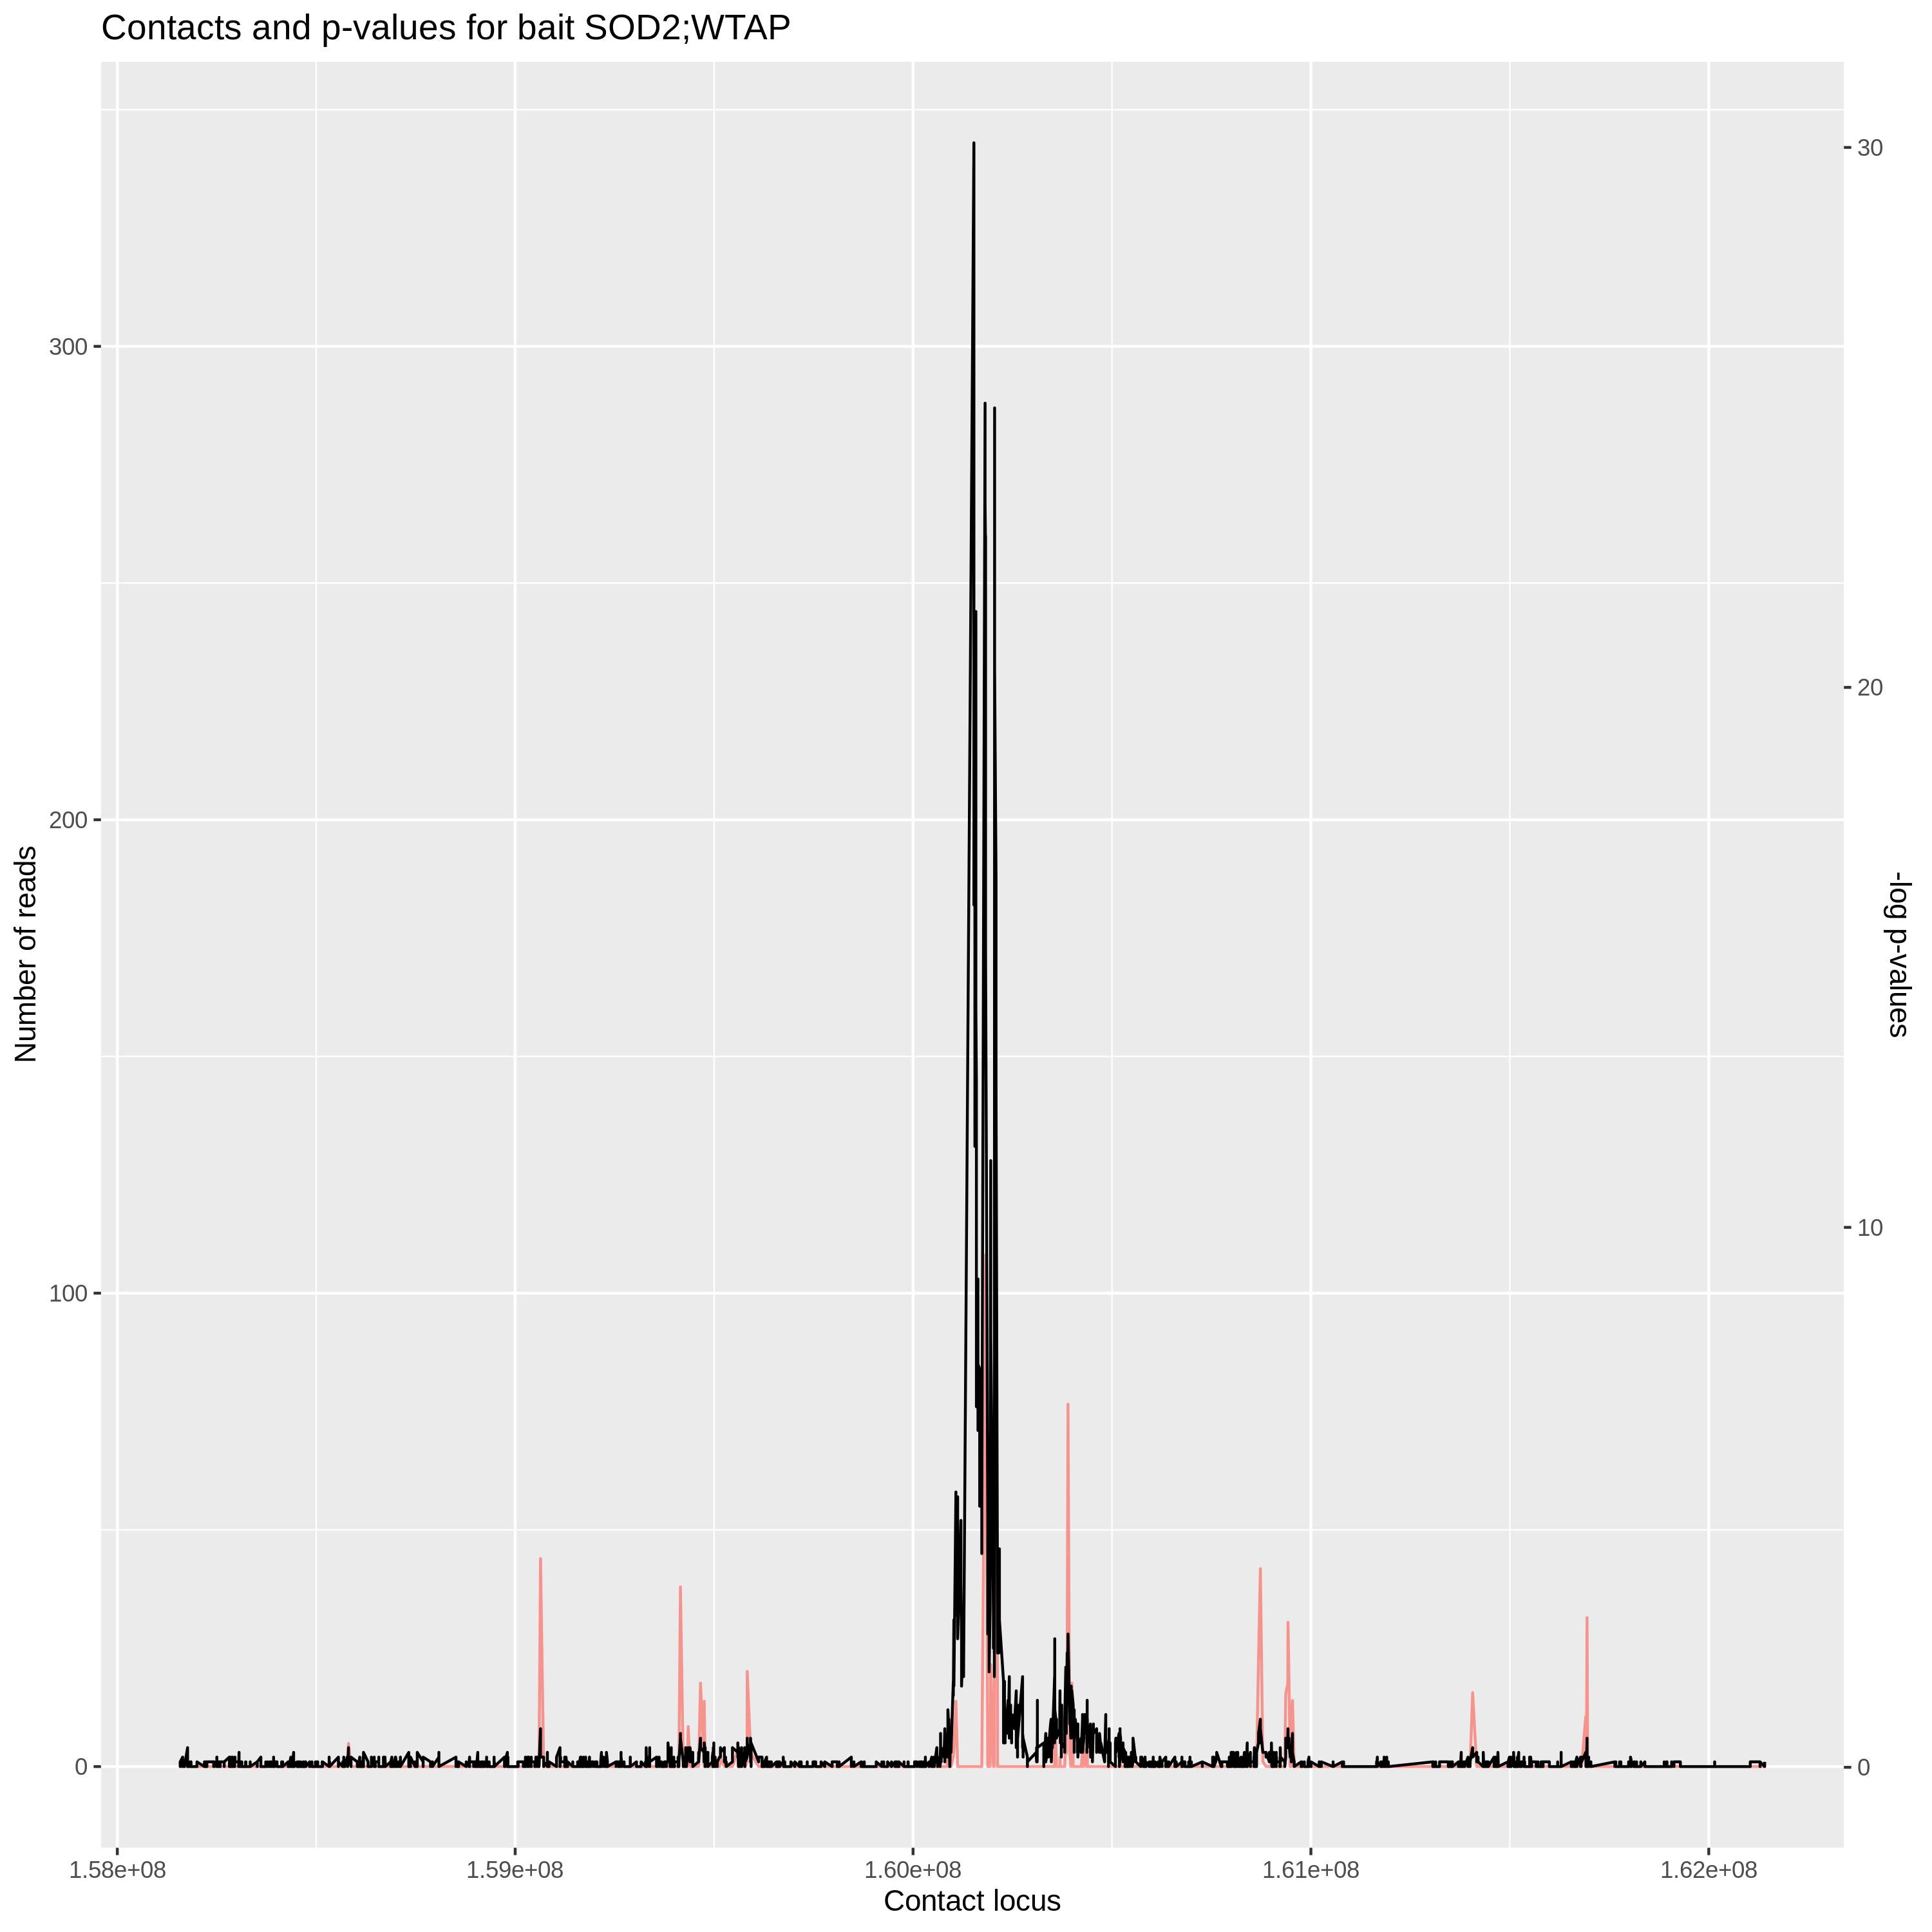 Contacts and p-values for bait SOD2;WTAP
300
200
100
0
Number of reads
30
20
10
0
-log p-values
1.58e+08
1.59e+08
1.60e+08
1.61e+08
1.62e+08
Contact locus